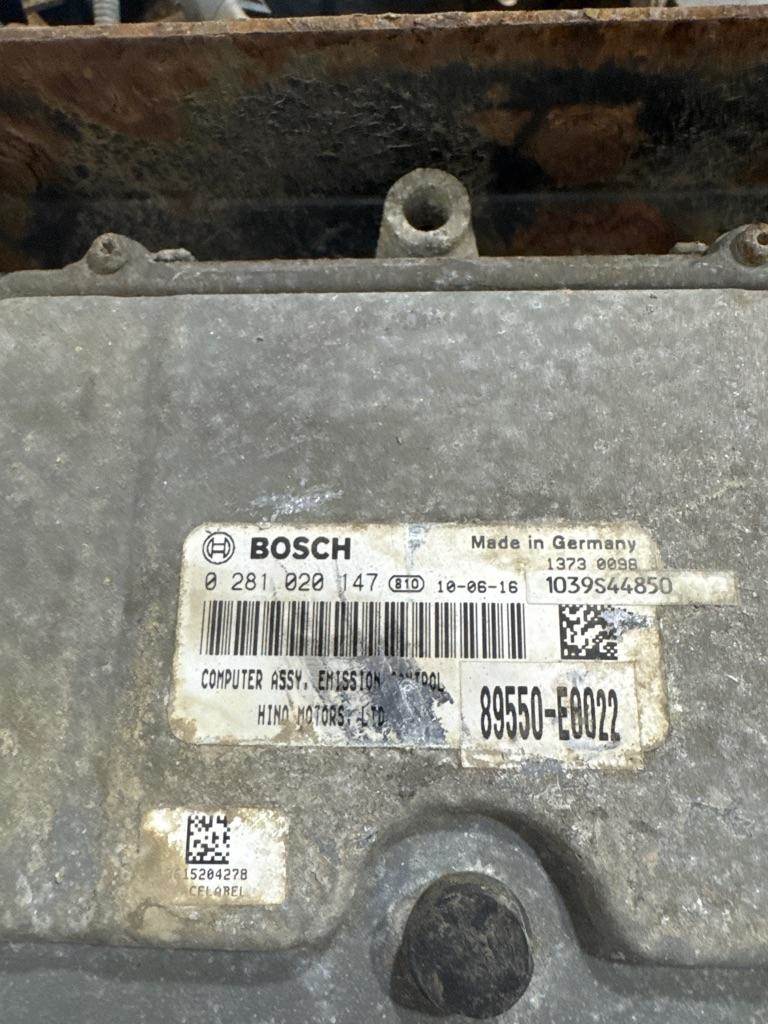 BOSCH
Made in Germany
1373 0098
0 281 020 147 810 10-06-16
1039S44850
COMPUTER ASSY, EMISSION CONTROL
HINO MOTORS, LTD
89550-E0022
15204278
CELABEL